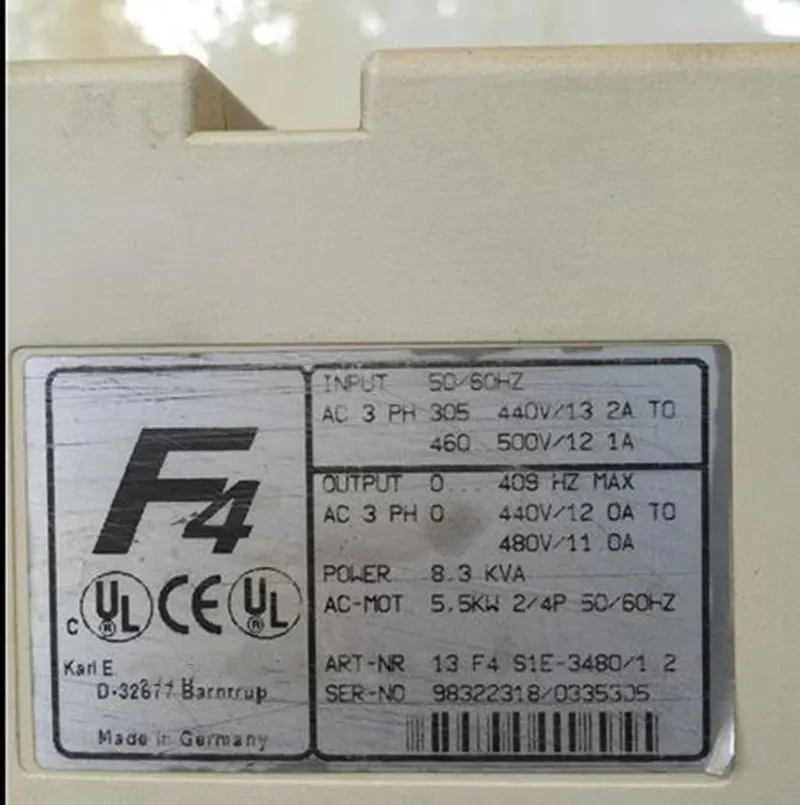 F4
c UL® CE UL®
Karl E.
D-32677 Barntrup
Made in Germany
INPUT 50/60HZ
AC 3 PH 305 440V/13 2A TO
460 500V/12 1A
OUTPUT 0... 409 HZ MAX
AC 3 PH 0 440V/12 0A TO
480V/11 0A
POWER 8.3 KVA
AC-MOT 5.5KW 2/4P 50/60HZ
ART-NR 13 F4 S1E-3480/1 2
SER-NO 98322318/0335305